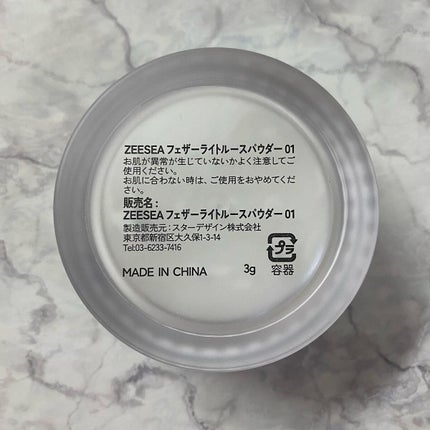 ZEESEA フェザーライトルースパウダー 01
お肌が異常が生じていないかよく注意してご
使用ください。
お肌に合わない時は、ご使用をおやめてくだ
さい。
販売名：
ZEESEA フェザーライトルースパウダー 01
製造販売元：スターデザイン株式会社
東京都新宿区大久保1-3-14
Tel:03-6233-7416
MADE IN CHINA 3g
プラ
容器